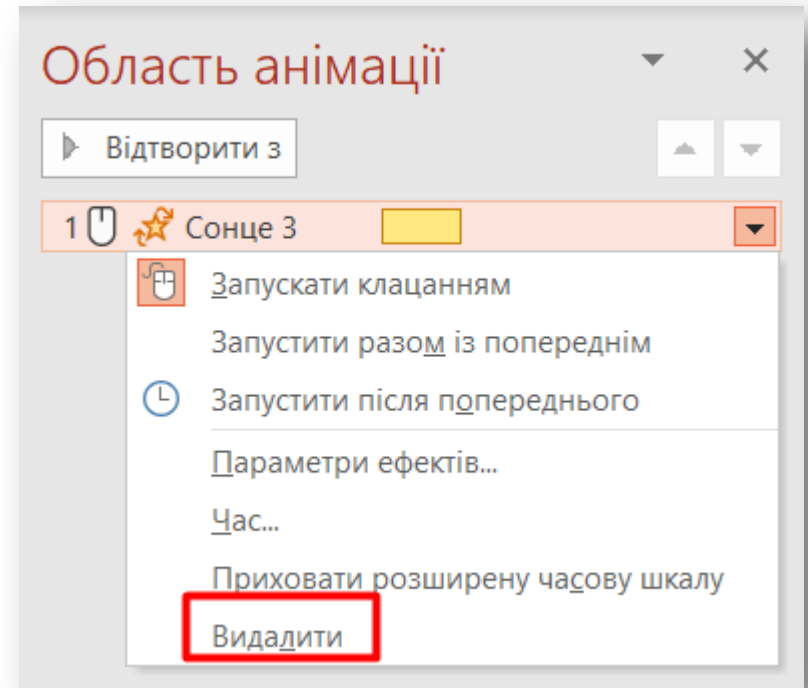 Область анімації
Відтворити з
1 Сонце 3
Запускати клацанням
Запустити разом із попереднім
Запустити після попереднього
Параметри ефектів...
Час...
Приховати розширену часову шкалу
Видалити